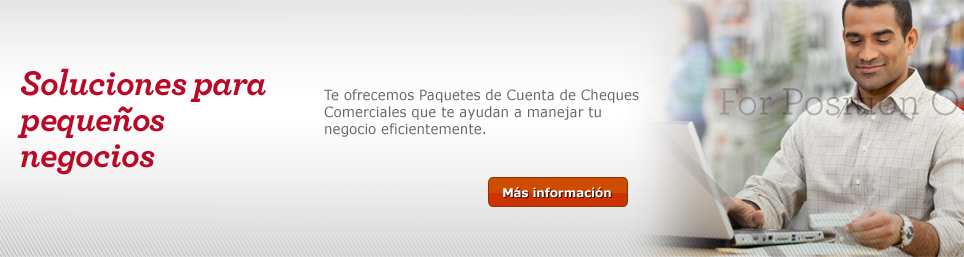 Soluciones para
pequeños
negocios
Te ofrecemos Paquetes de Cuenta de Cheques
Comerciales que te ayudan a manejar tu
negocio eficientemente.
Más información
For Position O